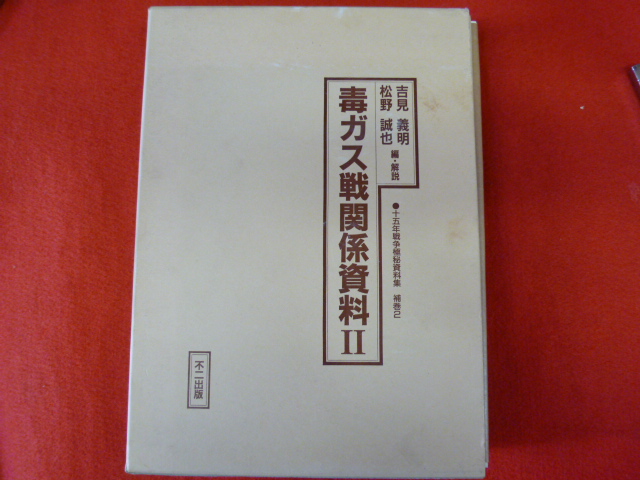 吉見 義明
松野 誠也
編・解説
毒ガス戦関係資料II
●十五年戦争極秘資料集 補巻2
不二出版